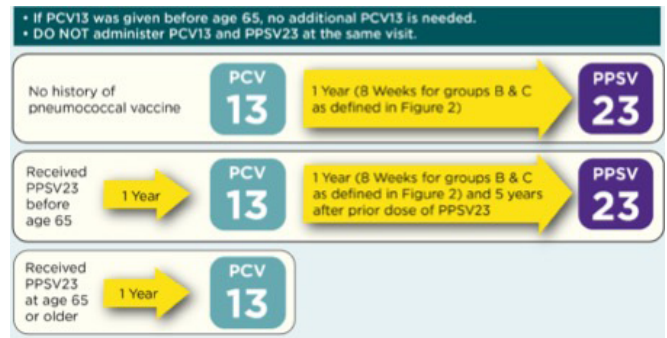 • If PCV13 was given before age 65, no additional PCV13 is needed.
• DO NOT administer PCV13 and PPSV23 at the same visit.
No history of
pneumococcal vaccine
PCV
13
1 Year (8 Weeks for groups B & C
as defined in Figure 2)
PPSV
23
Received
PPSV23
before
age 65
1 Year
PCV
13
1 Year (8 Weeks for groups B & C
as defined in Figure 2) and 5 years
after prior dose of PPSV23
PPSV
23
Received
PPSV23
at age 65
or older
1 Year
PCV
13